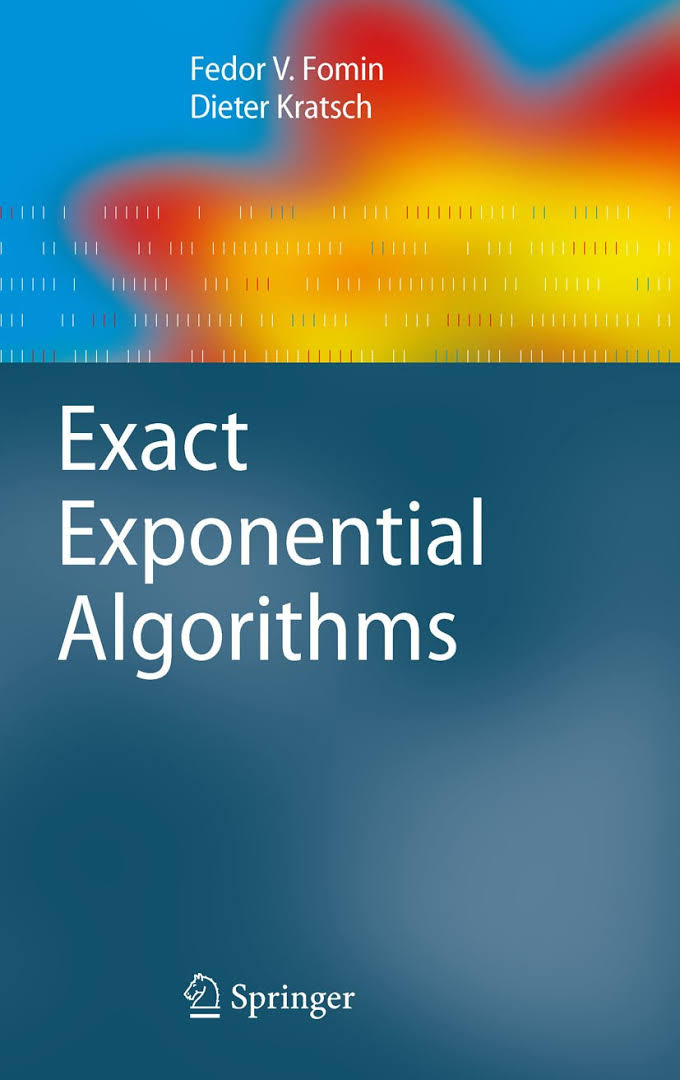 Fedor V. Fomin
Dieter Kratsch
Exact
Exponential
Algorithms
Springer